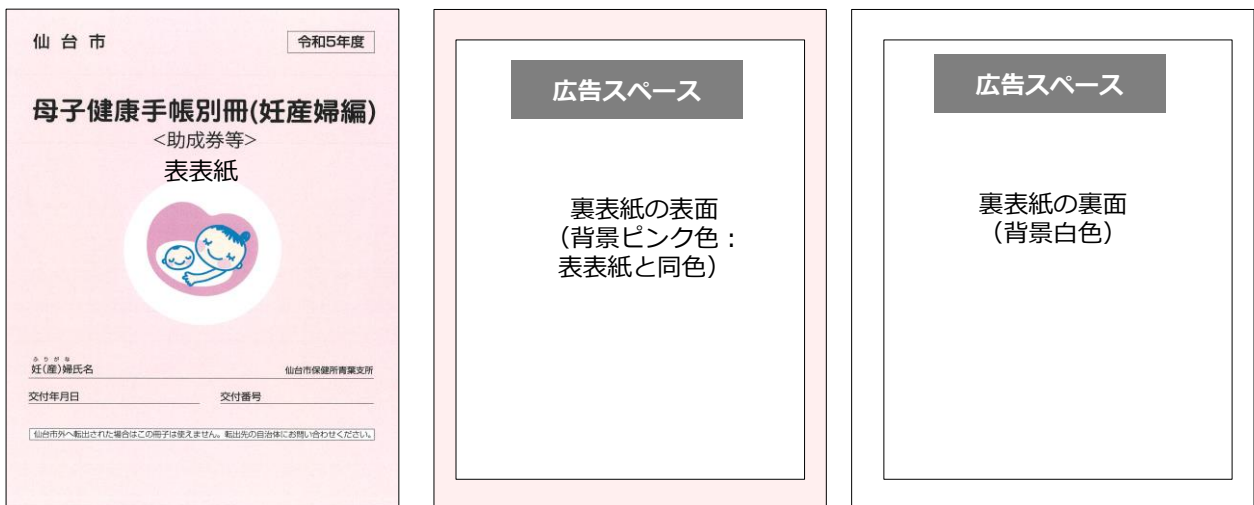 仙台市
令和5年度
母子健康手帳別冊(妊産婦編)
<助成券等>
表表紙
ふりがな
妊(産)婦氏名
仙台市保健所青葉支所
交付年月日
交付番号
仙台市外へ転出された場合はこの冊子は使えません。転出先の自治体にお問い合わせください。
広告スペース
裏表紙の表面
（背景ピンク色：
表表紙と同色）
広告スペース
裏表紙の裏面
（背景白色）